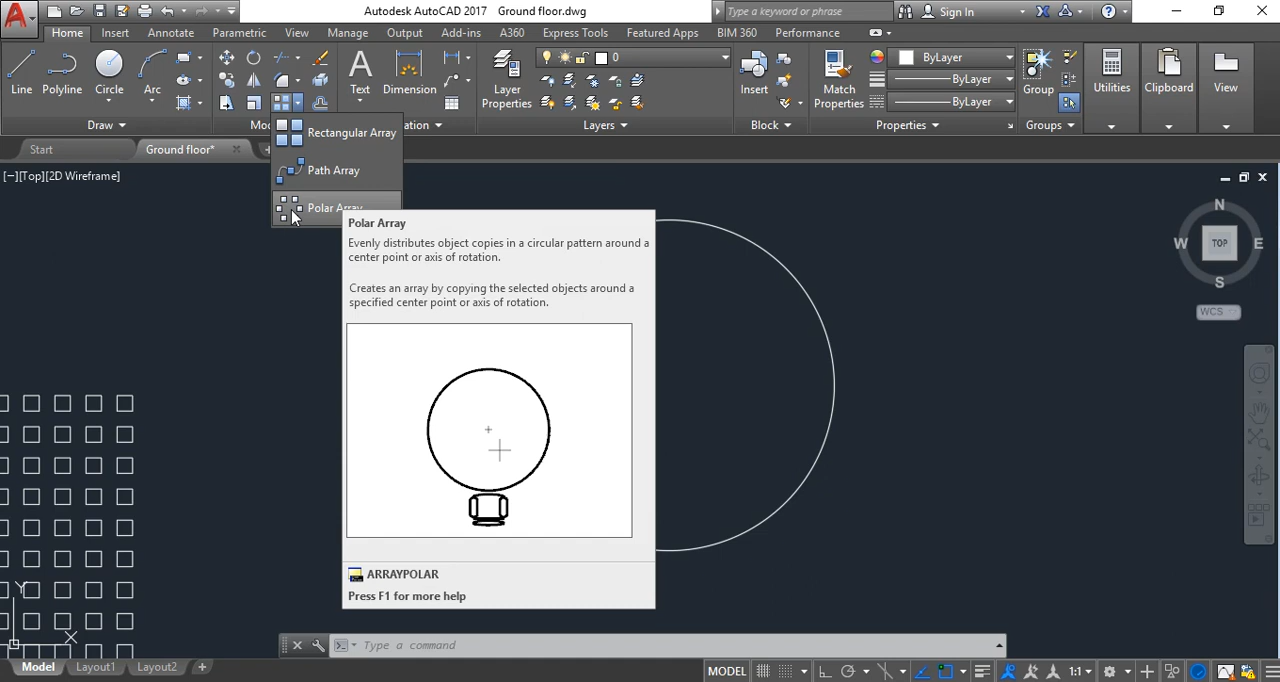 Autodesk AutoCAD 2017 Ground floor.dwg
Type a keyword or phrase
Sign In
Home Insert Annotate Parametric View Manage Output Add-ins A360 Express Tools Featured Apps BIM 360 Performance
Line Polyline Circle Arc
Text Dimension
Layer Properties
0
Insert
Match Properties
ByLayer
ByLayer
ByLayer
Group
Utilities Clipboard View
Draw
Layers Block Properties Groups
Start Ground floor*
Rectangular Array
Path Array
Polar Array
[−][Top][2D Wireframe]
Polar Array
Evenly distributes object copies in a circular pattern around a
center point or axis of rotation.
Creates an array by copying the selected objects around a
specified center point or axis of rotation.
ARRAYPOLAR
Press F1 for more help
N
W TOP E
S
WCS
Y
X
Type a command
Model Layout1 Layout2
MODEL 1:1